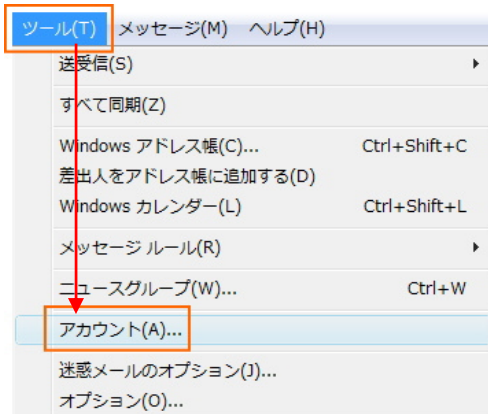 ツール(T) メッセージ(M) ヘルプ(H)
送受信(S)
すべて同期(Z)
Windows アドレス帳(C)... Ctrl+Shift+C
差出人をアドレス帳に追加する(D)
Windows カレンダー(L) Ctrl+Shift+L
メッセージ ルール(R)
ニュースグループ(W)... Ctrl+W
アカウント(A)...
迷惑メールのオプション(J)...
オプション(O)...